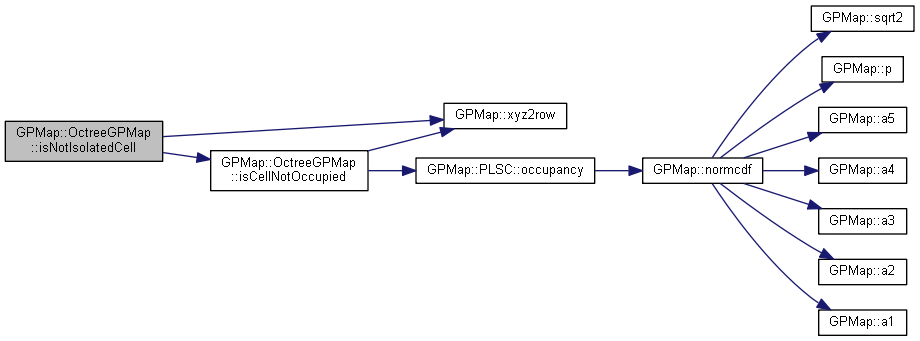 GPMap::OctreeGPMap
::isNotIsolatedCell
GPMap::xyz2row
GPMap::OctreeGPMap
::isCellNotOccupied
GPMap::PLSC::occupancy
GPMap::normcdf
GPMap::sqrt2
GPMap::p
GPMap::a5
GPMap::a4
GPMap::a3
GPMap::a2
GPMap::a1